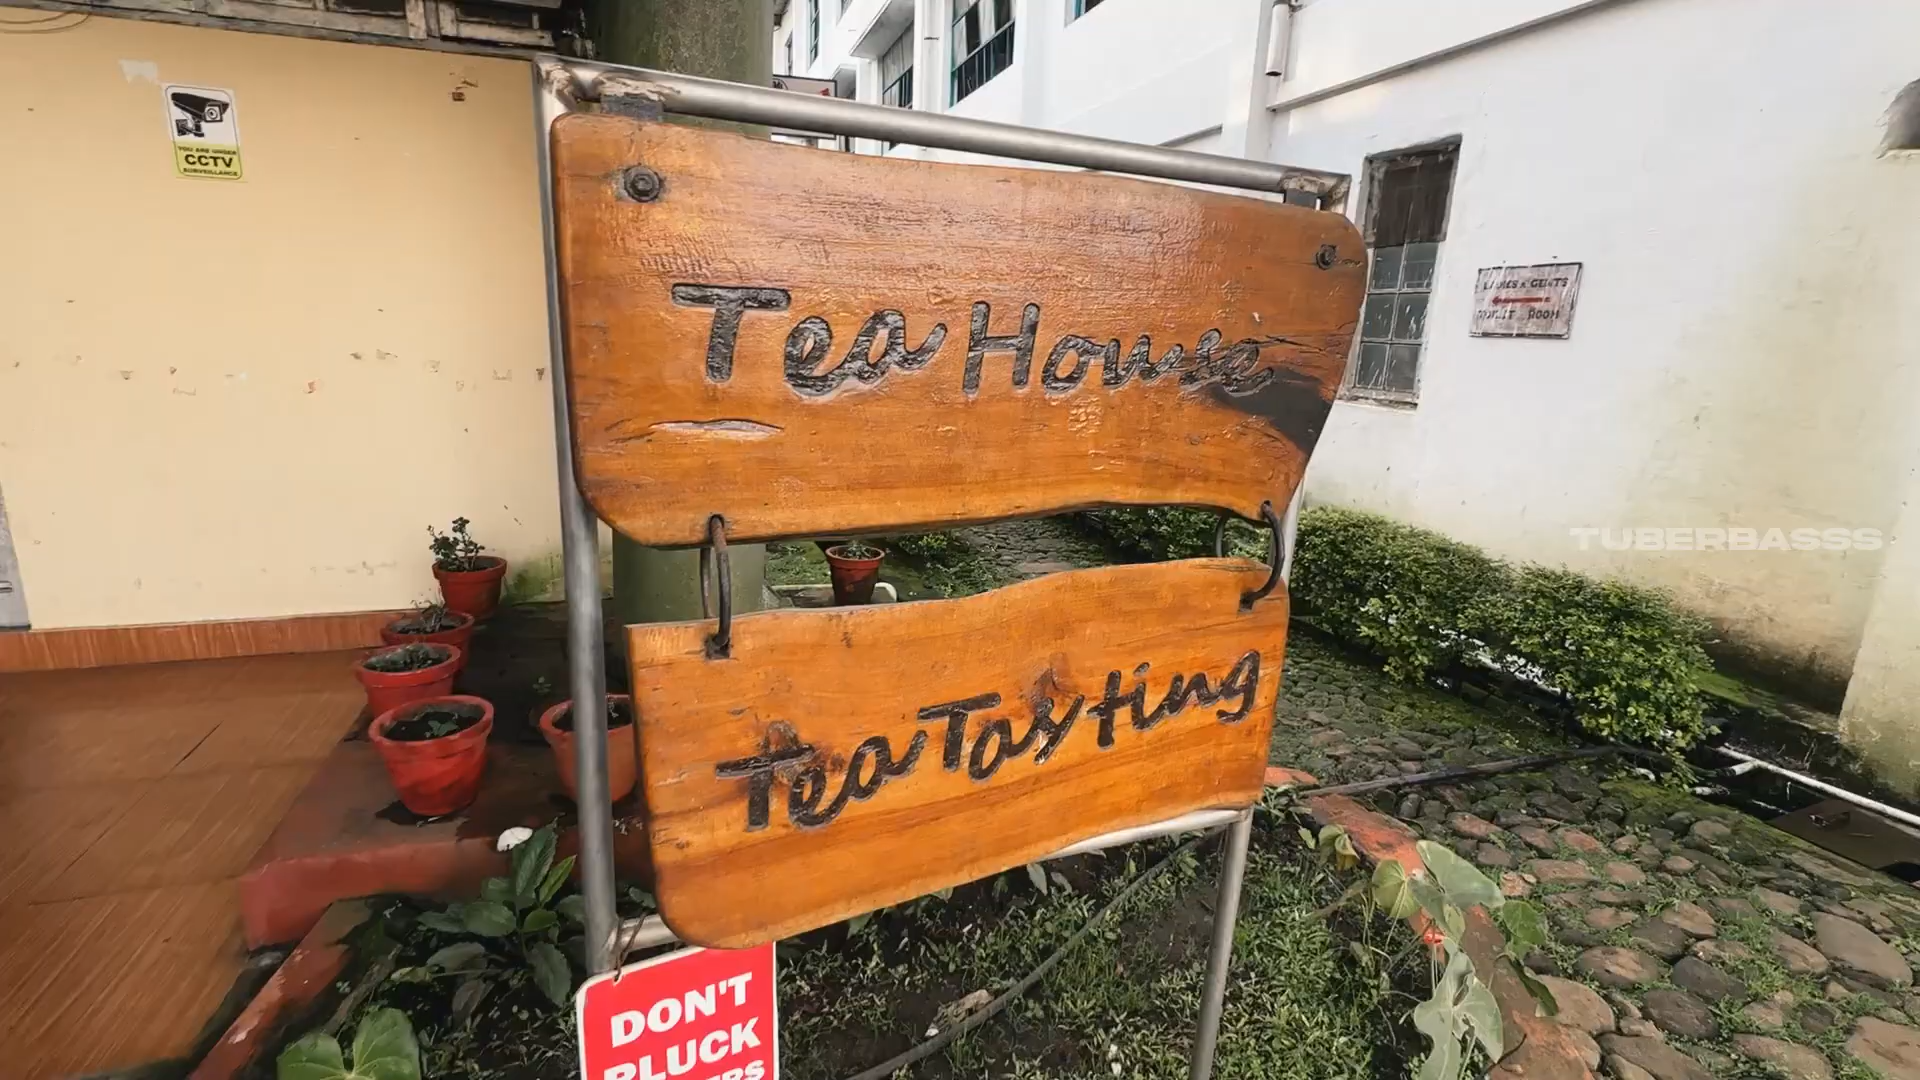 YOU ARE UNDER
CCTV
SURVEILLANCE
Tea House
Tea Tasting
LADIES & GENTS
TOILET ROOM
TUBERBASSS
DON'T
PLUCK